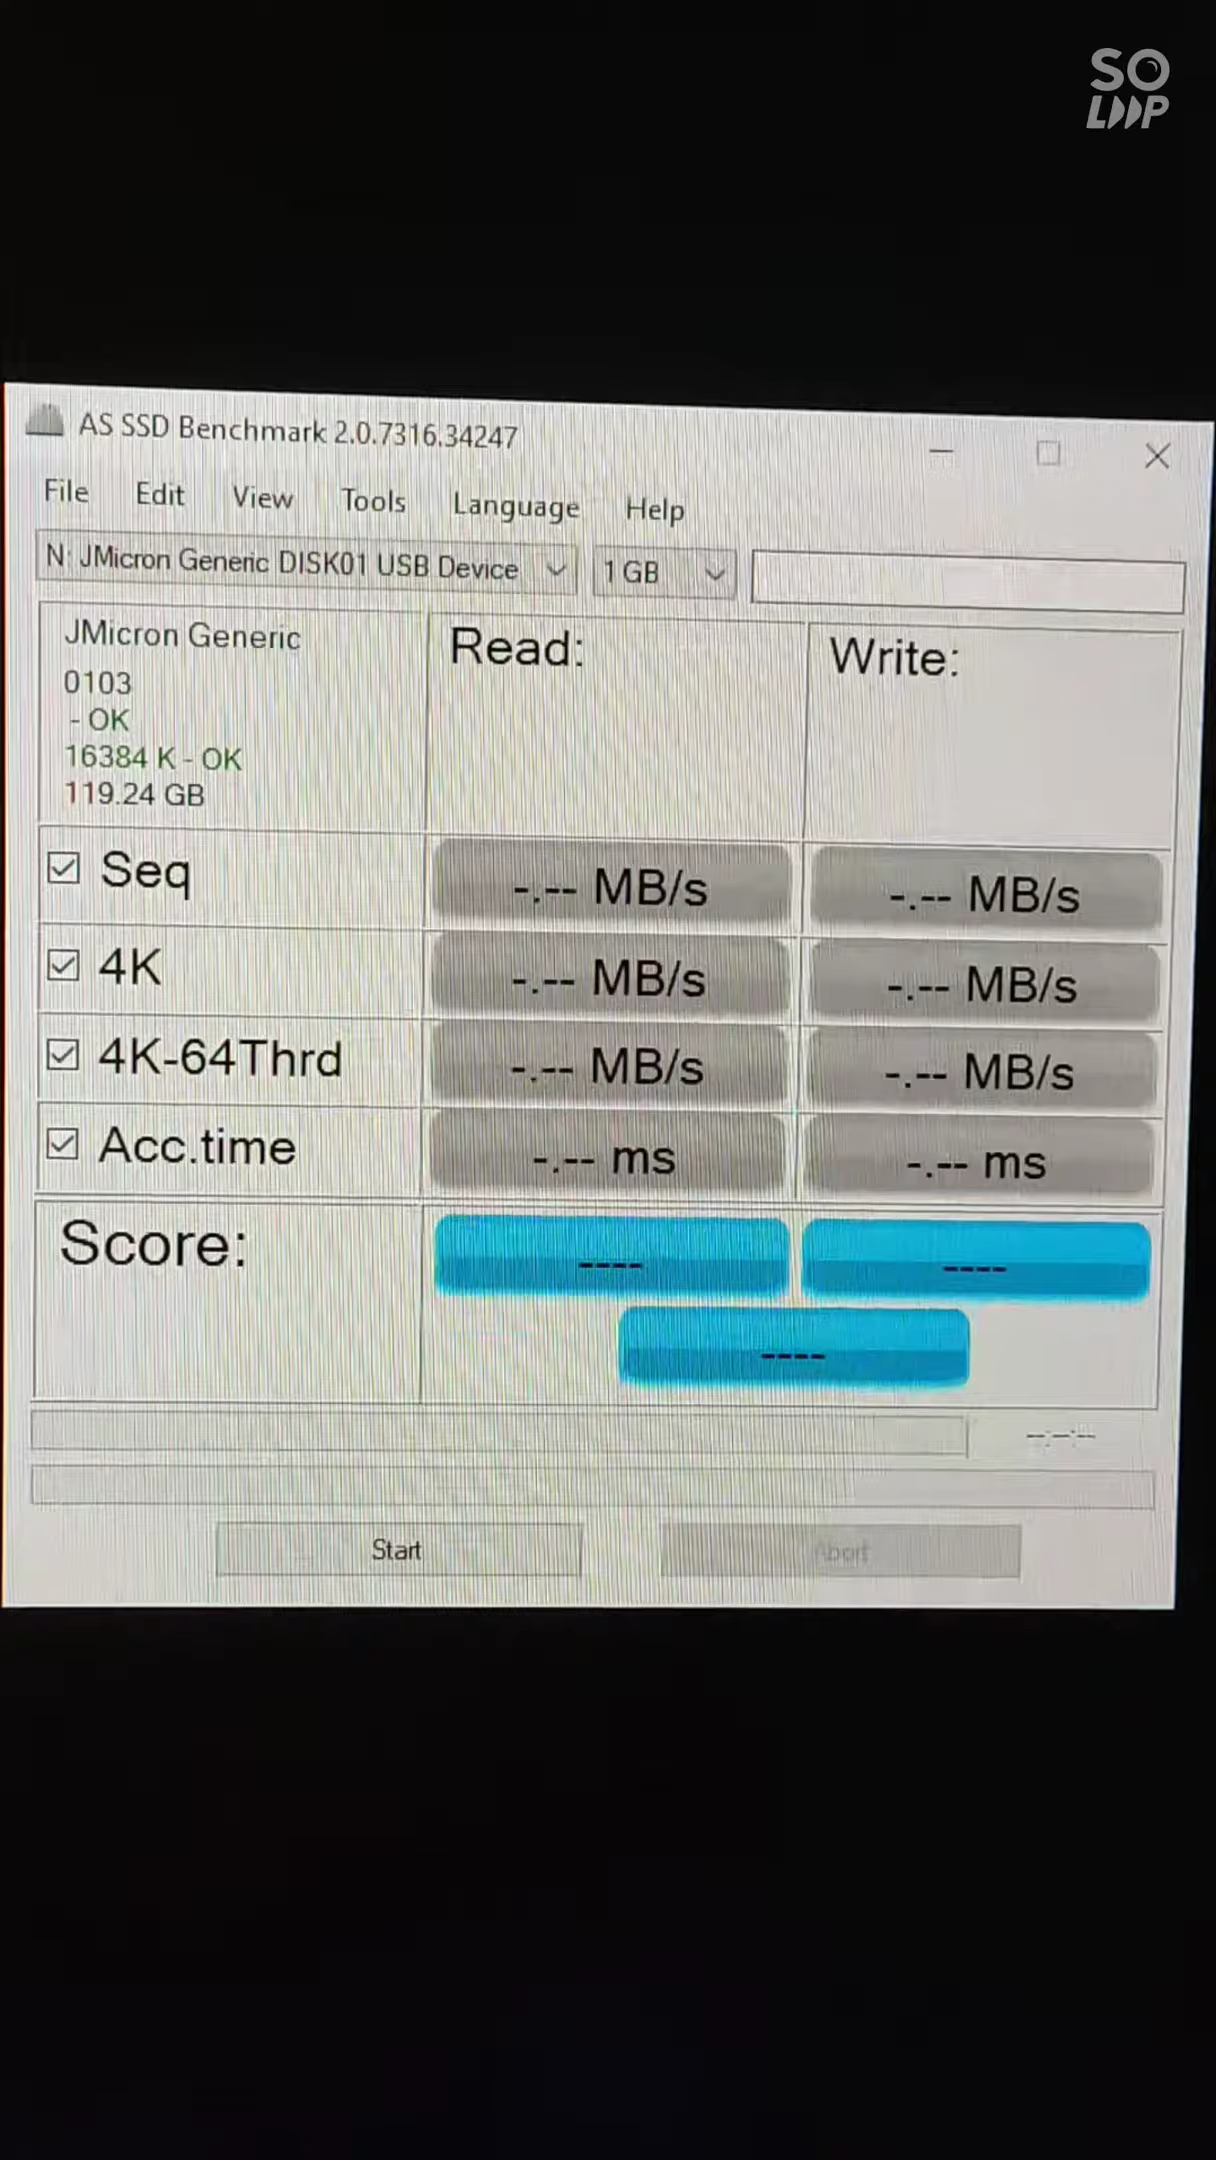 SO
LOOP
AS SSD Benchmark 2.0.7316.34247
File Edit View Tools Language Help
N: JMicron Generic DISK01 USB Device 1 GB
JMicron Generic
0103
- OK
16384 K - OK
119.24 GB
Read:
Write:
Seq -.-- MB/s -.-- MB/s
4K -.-- MB/s -.-- MB/s
4K-64Thrd -.-- MB/s -.-- MB/s
Acc.time -.-- ms -.-- ms
Score: ---- ----
----
--:--:--
Start Abort